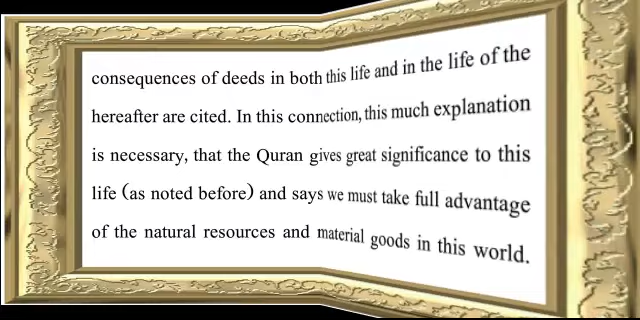 consequences of deeds in both this life and in the life of the
hereafter are cited. In this connection, this much explanation
is necessary, that the Quran gives great significance to this
life (as noted before) and says we must take full advantage
of the natural resources and material goods in this world.